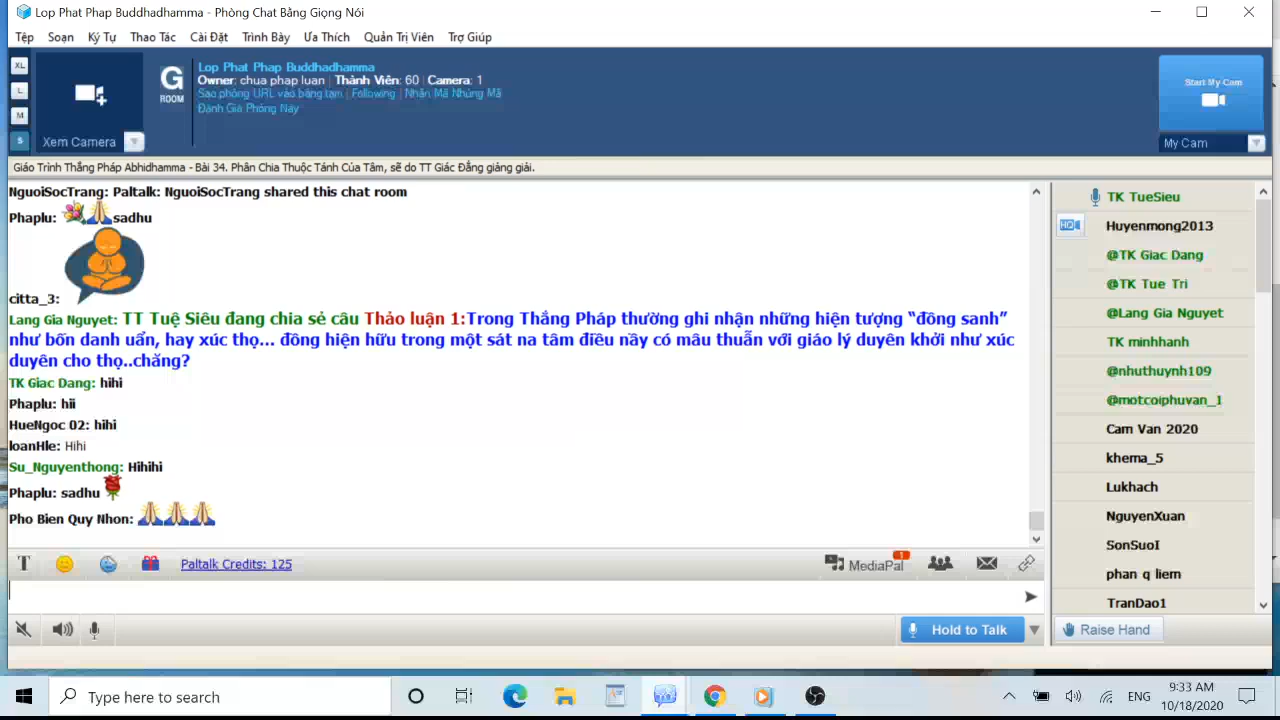 Lop Phat Phap Buddhadhamma - Phòng Chat Bằng Giọng Nói
Tệp Soạn Ký Tự Thao Tác Cài Đặt Trình Bày Ưa Thích Quản Trị Viên Trợ Giúp
XL
L
M
S
Xem Camera
G
ROOM
Lop Phat Phap Buddhadhamma
Owner: chua phap luan | Thành Viên: 60 | Camera: 1
Sao phỏng URL vào bảng tạm | Following | Nhận Mã Nhúng Mã
Đánh Giá Phòng Này
Start My Cam
My Cam
Giáo Trình Thắng Pháp Abhidhamma - Bài 34. Phân Chia Thuộc Tánh Của Tâm, sẽ do TT Giác Đẳng giảng giải.
NguoiSocTrang: Paltalk: NguoiSocTrang shared this chat room
Phaplu: sadhu
citta_3:
Lang Gia Nguyet: TT Tuệ Siêu đang chia sẻ câu Thảo luận 1:Trong Thắng Pháp thường ghi nhận những hiện tượng “đồng sanh”
như bốn danh uẩn, hay xúc thọ... đồng hiện hữu trong một sát na tâm điều nầy có mâu thuẫn với giáo lý duyên khởi như xúc
duyên cho thọ..chăng?
TK Giac Dang: hihi
Phaplu: hii
HueNgoc 02: hihi
loanHle: Hihi
Su_Nguyenthong: Hihihi
Phaplu: sadhu
Pho Bien Quy Nhon:
TK TueSieu
HD
Huyenmong2013
@TK Giac Dang
@TK Tue Tri
@Lang Gia Nguyet
TK minhhanh
@nhuthuynh109
@motcoiphuvan_1
Cam Van 2020
khema_5
Lukhach
NguyenXuan
SonSuoI
phan q liem
TranDao1
T Paltalk Credits: 125
MediaPal 1
Hold to Talk
Raise Hand
Type here to search
ENG
9:33 AM
10/18/2020